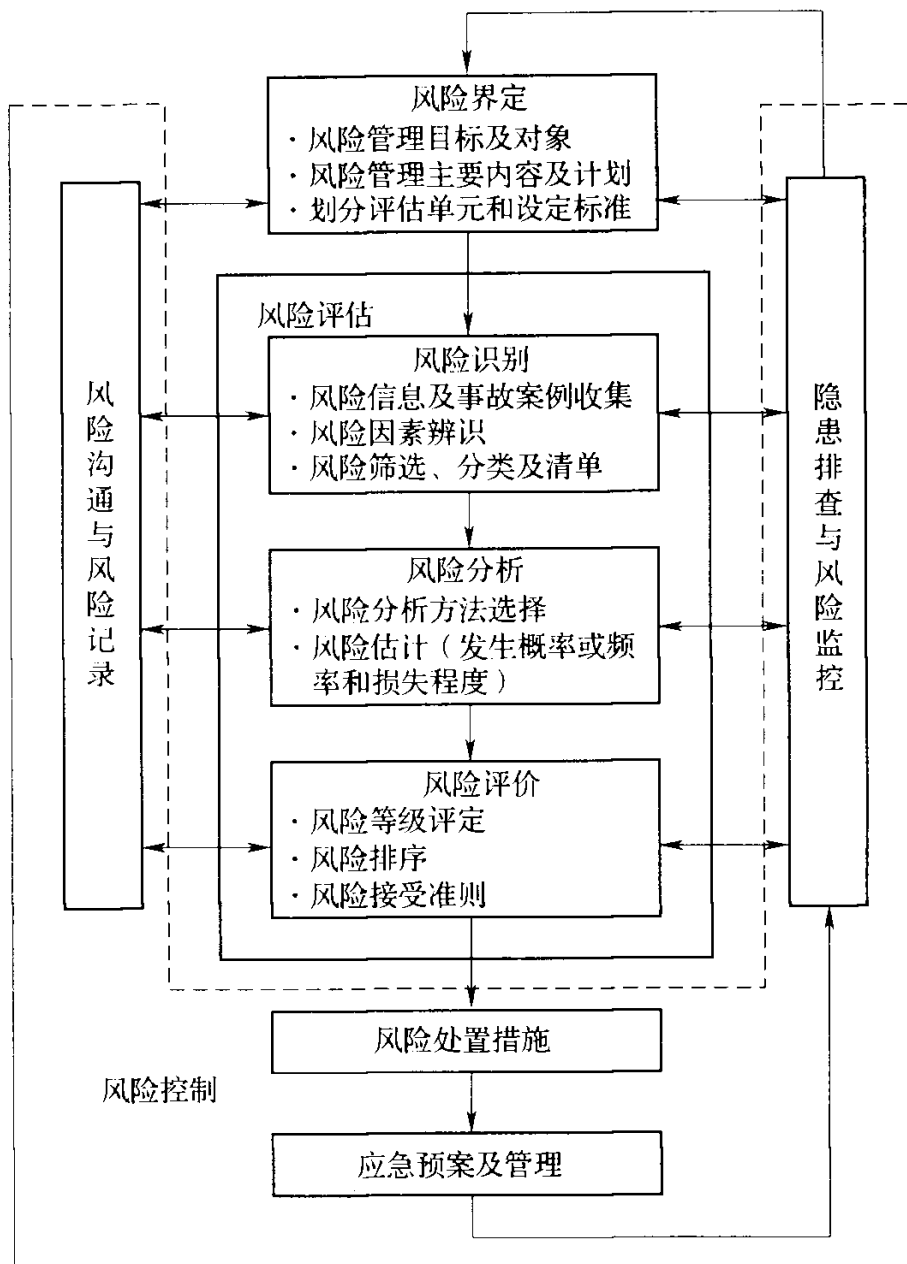 风险界定
·风险管理目标及对象
·风险管理主要内容及计划
·划分评估单元和设定标准
风险评估
风险识别
·风险信息及事故案例收集
·风险因素辨识
·风险筛选、分类及清单
风险分析
·风险分析方法选择
·风险估计（发生概率或频
率和损失程度）
风险评价
·风险等级评定
·风险排序
·风险接受准则
风险沟通与风险记录
隐患排查与风险监控
风险处置措施
风险控制
应急预案及管理